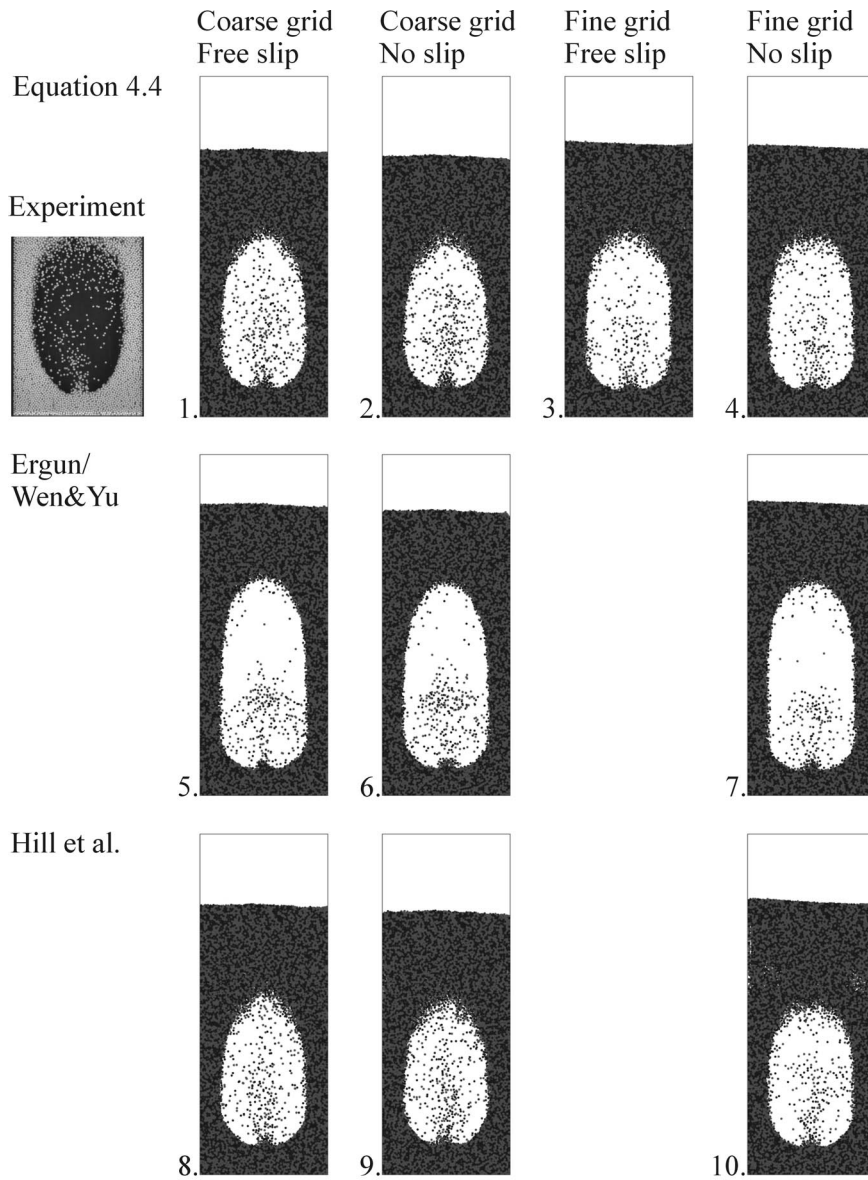 Coarse grid
Free slip
Coarse grid
No slip
Fine grid
Free slip
Fine grid
No slip
Equation 4.4
Experiment
1.
2.
3.
4.
Ergun/
Wen&Yu
5.
6.
7.
Hill et al.
8.
9.
10.